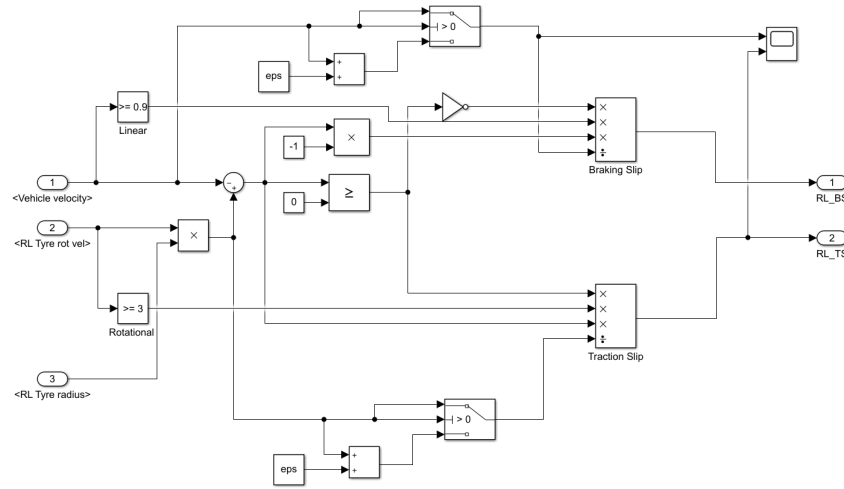 > 0
+
+
eps
>= 0.9
Linear
-1
×
×
×
×
÷
Braking Slip
1
<Vehicle velocity>
−
+
0
≥
1
RL_BS
2
<RL Tyre rot vel>
×
2
RL_TS
>= 3
Rotational
×
×
×
÷
Traction Slip
3
<RL Tyre radius>
> 0
+
+
eps